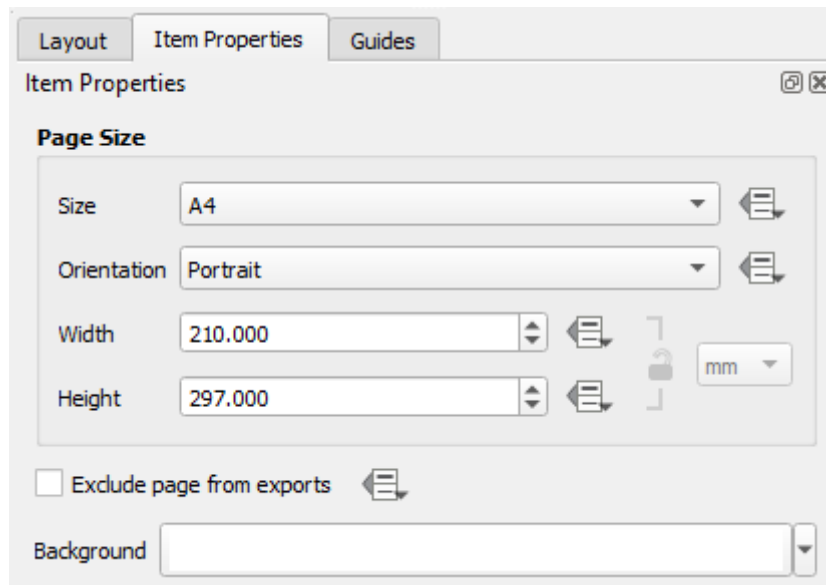 Layout Item Properties Guides
Item Properties
Page Size
Size A4
Orientation Portrait
Width 210.000
mm
Height 297.000
Exclude page from exports
Background